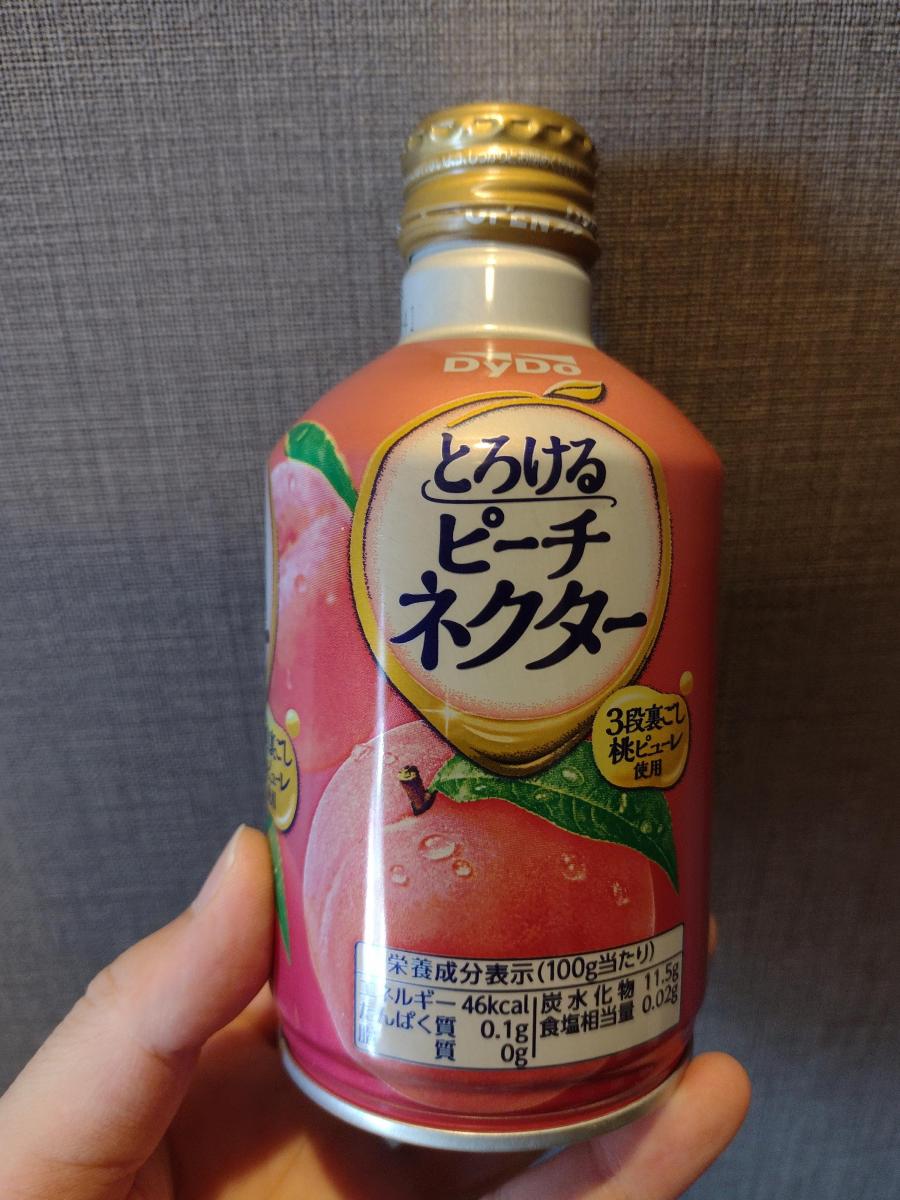 OPEN
DyDo
とろける
ピーチ
ネクター
3段裏ごし
桃ピューレ
使用
栄養成分表示(100g当たり)
エネルギー 46kcal
たんぱく質 0.1g
脂質 0g
炭水化物 11.5g
食塩相当量 0.02g